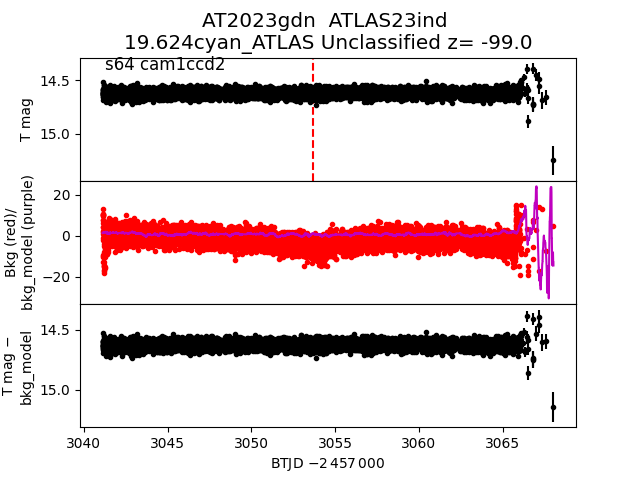 AT2023gdn  ATLAS23ind
19.624cyan_ATLAS Unclassified z= -99.0
s64 cam1ccd2
14.5
15.0
T mag
20
0
−20
Bkg (red)/
bkg_model (purple)
14.5
15.0
T mag −
bkg_model
3040 3045 3050 3055 3060 3065
BTJD −2 457 000